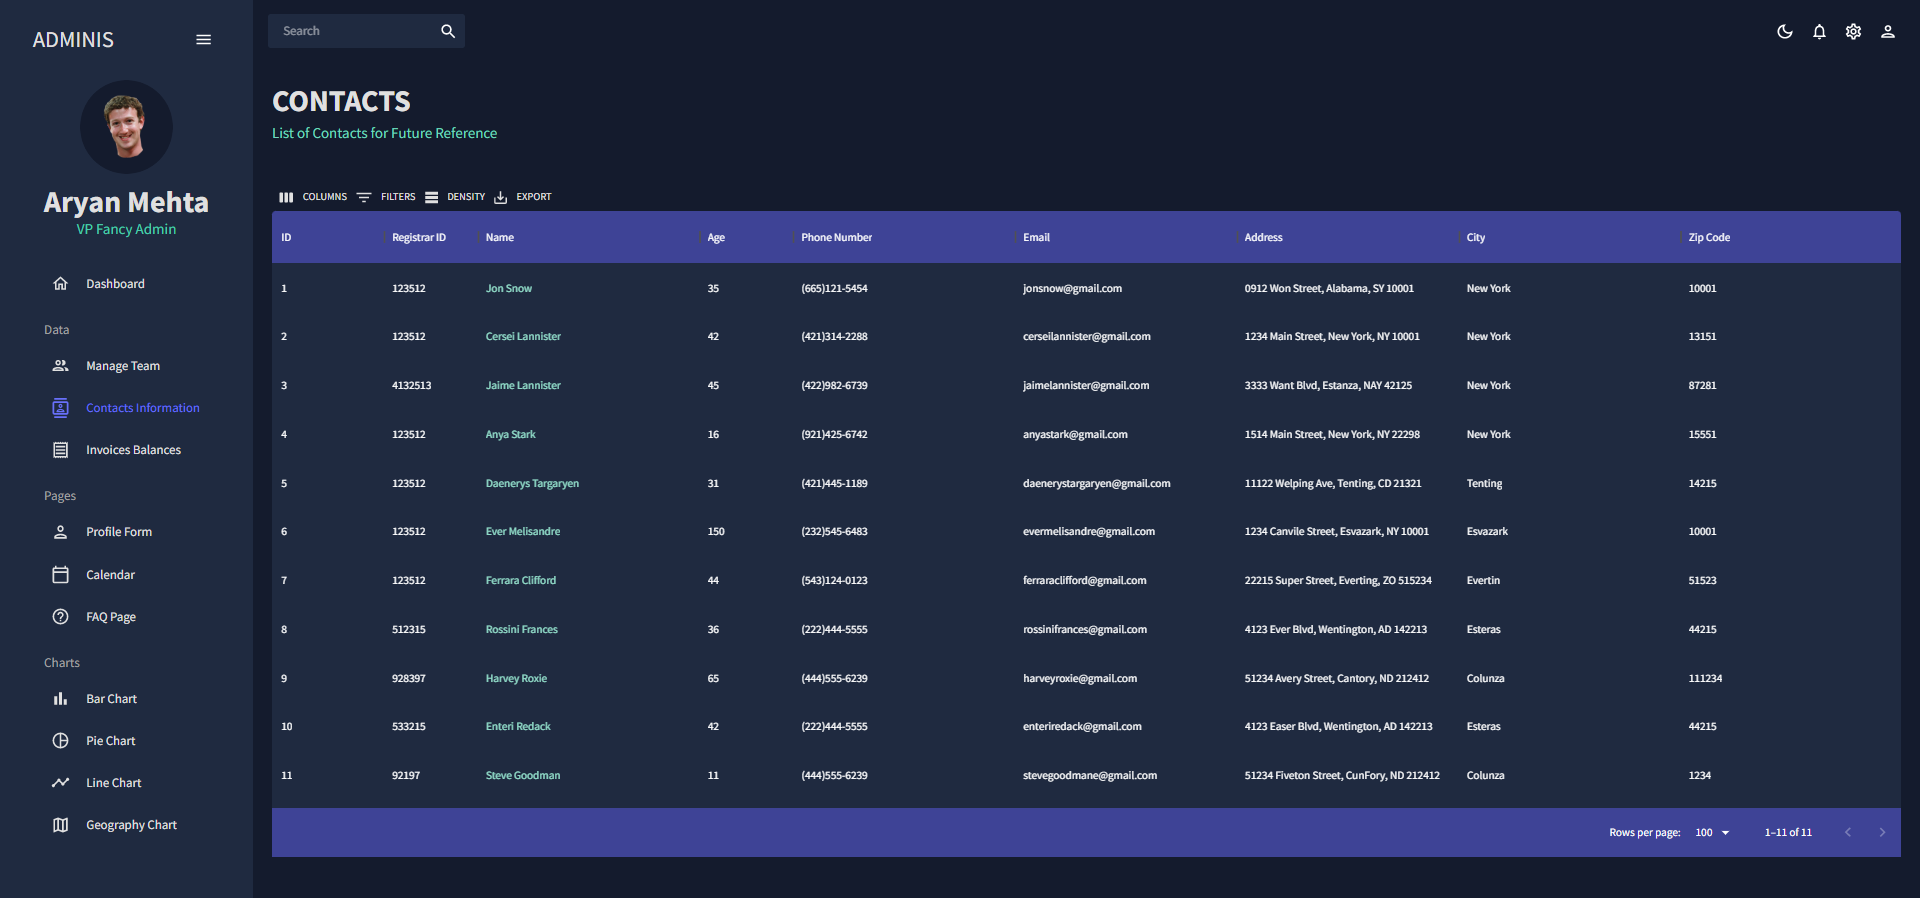 ADMINIS
Aryan Mehta
VP Fancy Admin
Dashboard
Data
Manage Team
Contacts Information
Invoices Balances
Pages
Profile Form
Calendar
FAQ Page
Charts
Bar Chart
Pie Chart
Line Chart
Geography Chart
Search
CONTACTS
List of Contacts for Future Reference
COLUMNS FILTERS DENSITY EXPORT
ID Registrar ID Name Age Phone Number Email Address City Zip Code
1 123512 Jon Snow 35 (665)121-5454 jonsnow@gmail.com 0912 Won Street, Alabama, SY 10001 New York 10001
2 123512 Cersei Lannister 42 (421)314-2288 cerseilannister@gmail.com 1234 Main Street, New York, NY 10001 New York 13151
3 4132513 Jaime Lannister 45 (422)982-6739 jaimelannister@gmail.com 3333 Want Blvd, Estanza, NAY 42125 New York 87281
4 123512 Anya Stark 16 (921)425-6742 anyastark@gmail.com 1514 Main Street, New York, NY 22298 New York 15551
5 123512 Daenerys Targaryen 31 (421)445-1189 daenerystargaryen@gmail.com 11122 Welping Ave, Tenting, CD 21321 Tenting 14215
6 123512 Ever Melisandre 150 (232)545-6483 evermelisandre@gmail.com 1234 Canvile Street, Esvazark, NY 10001 Esvazark 10001
7 123512 Ferrara Clifford 44 (543)124-0123 ferraraclifford@gmail.com 22215 Super Street, Everting, ZO 515234 Evertin 51523
8 512315 Rossini Frances 36 (222)444-5555 rossinifrances@gmail.com 4123 Ever Blvd, Wentington, AD 142213 Esteras 44215
9 928397 Harvey Roxie 65 (444)555-6239 harveyroxie@gmail.com 51234 Avery Street, Cantory, ND 212412 Colunza 111234
10 533215 Enteri Redack 42 (222)444-5555 enteriredack@gmail.com 4123 Easer Blvd, Wentington, AD 142213 Esteras 44215
11 92197 Steve Goodman 11 (444)555-6239 stevegoodmane@gmail.com 51234 Fiveton Street, CunFory, ND 212412 Colunza 1234
Rows per page: 100 1–11 of 11